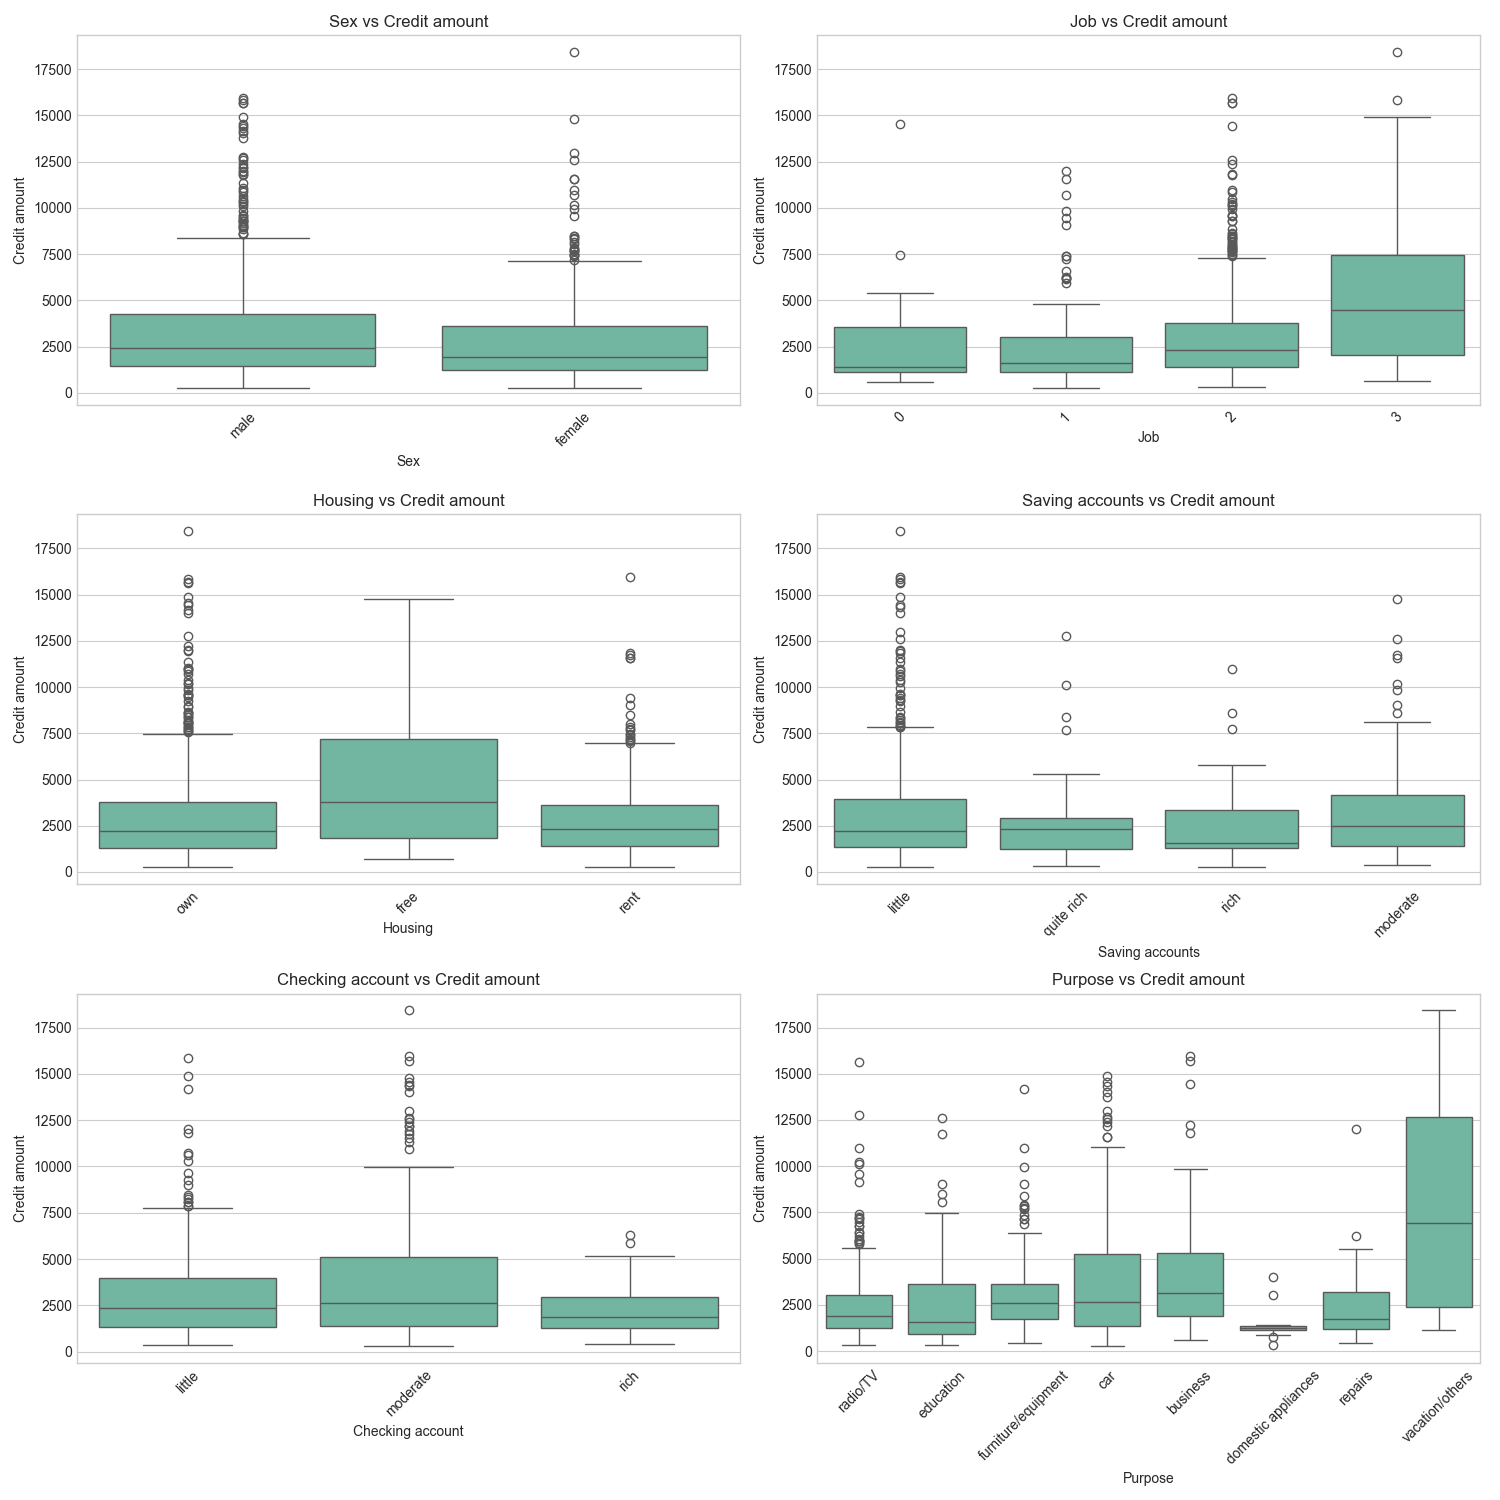 Sex vs Credit amount
17500
15000
12500
10000
7500
5000
2500
0
Credit amount
male
female
Sex
Job vs Credit amount
17500
15000
12500
10000
7500
5000
2500
0
Credit amount
0
1
2
3
Job
Housing vs Credit amount
17500
15000
12500
10000
7500
5000
2500
0
Credit amount
own
free
rent
Housing
Saving accounts vs Credit amount
17500
15000
12500
10000
7500
5000
2500
0
Credit amount
little
quite rich
rich
moderate
Saving accounts
Checking account vs Credit amount
17500
15000
12500
10000
7500
5000
2500
0
Credit amount
little
moderate
rich
Checking account
Purpose vs Credit amount
17500
15000
12500
10000
7500
5000
2500
0
Credit amount
radio/TV
education
furniture/equipment
car
business
domestic appliances
repairs
vacation/others
Purpose